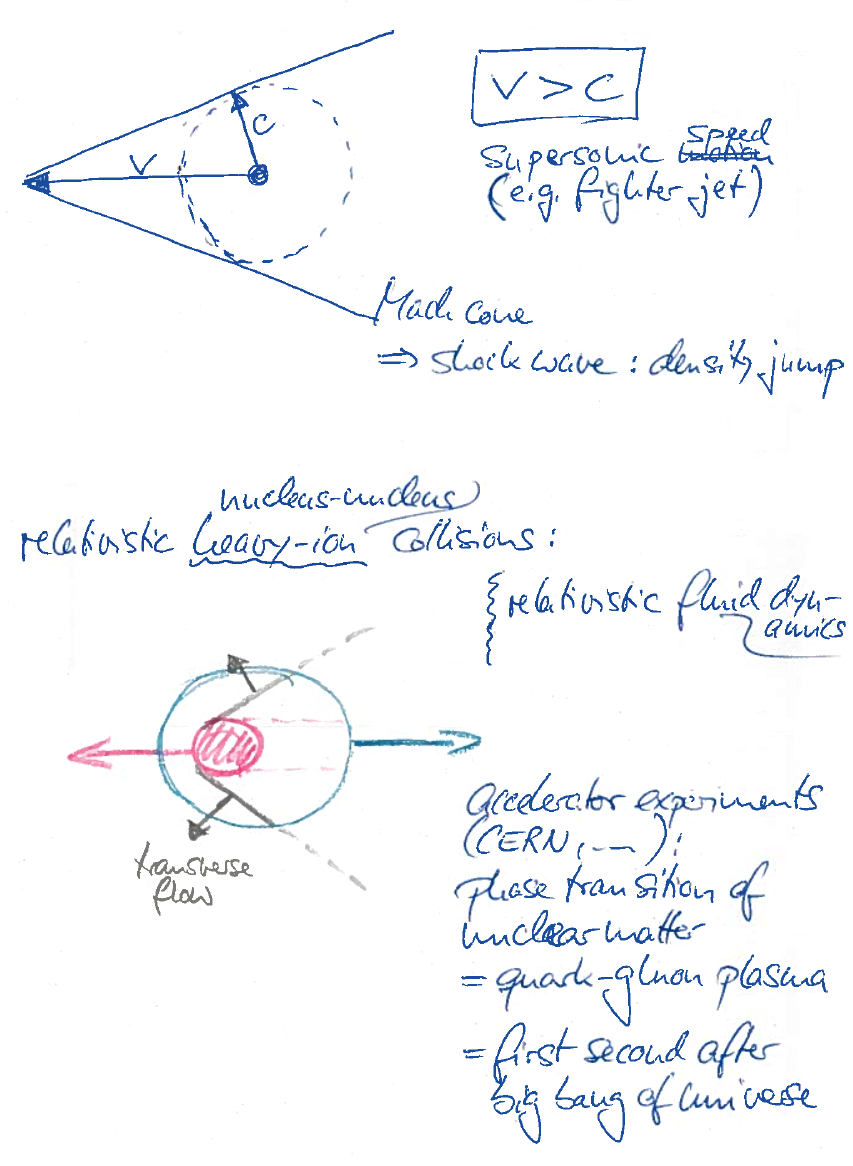 V > C
c
v
speed
supersonic motion
(e.g. fighter jet)
Mach cone
⇒ shock wave : density jump
nucleus-nucleus
relativistic heavy-ion collisions :
relativistic fluid dyn-
amics
transverse
flow
accelerator experiments
(CERN, ...) :
phase transition of
nuclear matter
= quark-gluon plasma
= first second after
big bang of universe